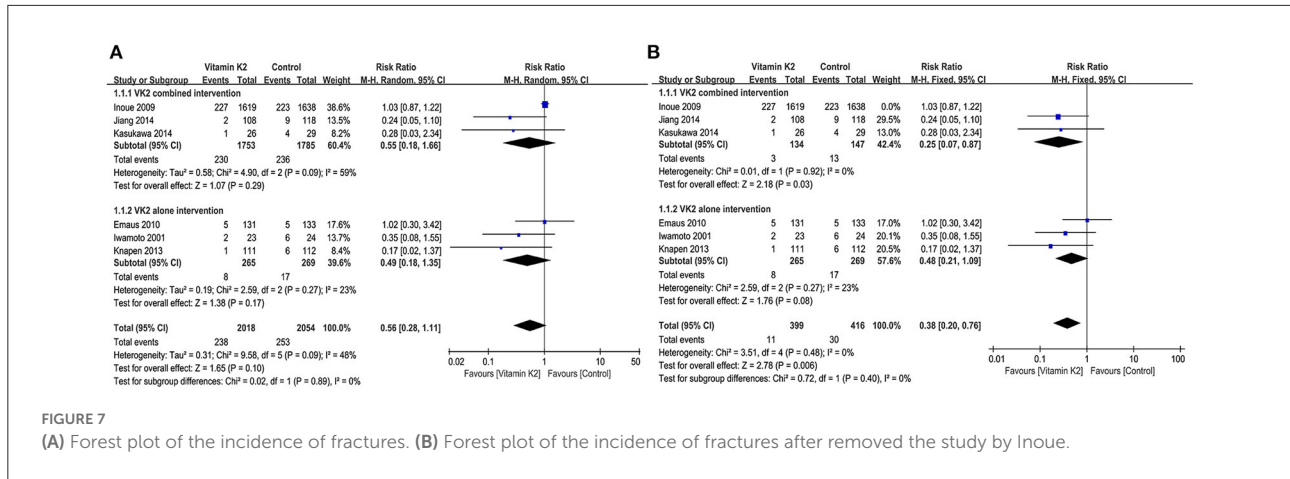 A
Vitamin K2 Control Risk Ratio Risk Ratio
Study or Subgroup Events Total Events Total Weight M-H. Random. 95% CI M-H. Random. 95% CI
1.1.1 VK2 combined intervention
Inoue 2009 227 1619 223 1638 38.6% 1.03 [0.87, 1.22]
Jiang 2014 2 108 9 118 13.5% 0.24 [0.05, 1.10]
Kasukawa 2014 1 26 4 29 8.2% 0.28 [0.03, 2.34]
Subtotal (95% CI) 1753 1785 60.4% 0.55 [0.18, 1.66]
Total events 230 236
Heterogeneity: Tau² = 0.58; Chi² = 4.90, df = 2 (P = 0.09); I² = 59%
Test for overall effect: Z = 1.07 (P = 0.29)
1.1.2 VK2 alone intervention
Emaus 2010 5 131 5 133 17.6% 1.02 [0.30, 3.42]
Iwamoto 2001 2 23 6 24 13.7% 0.35 [0.08, 1.55]
Knapen 2013 1 111 6 112 8.4% 0.17 [0.02, 1.37]
Subtotal (95% CI) 265 269 39.6% 0.49 [0.18, 1.35]
Total events 8 17
Heterogeneity: Tau² = 0.19; Chi² = 2.59, df = 2 (P = 0.27); I² = 23%
Test for overall effect: Z = 1.38 (P = 0.17)
Total (95% CI) 2018 2054 100.0% 0.56 [0.28, 1.11]
Total events 238 253
Heterogeneity: Tau² = 0.31; Chi² = 9.58, df = 5 (P = 0.09); I² = 48%
Test for overall effect: Z = 1.65 (P = 0.10)
Test for subgroup differences: Chi² = 0.02, df = 1 (P = 0.89), I² = 0%
0.02 0.1 1 10 50
Favours [Vitamin K2] Favours [Control]
B
Vitamin K2 Control Risk Ratio Risk Ratio
Study or Subgroup Events Total Events Total Weight M-H. Fixed. 95% CI M-H. Fixed. 95% CI
1.1.1 VK2 combined intervention
Inoue 2009 227 1619 223 1638 0.0% 1.03 [0.87, 1.22]
Jiang 2014 2 108 9 118 29.5% 0.24 [0.05, 1.10]
Kasukawa 2014 1 26 4 29 13.0% 0.28 [0.03, 2.34]
Subtotal (95% CI) 134 147 42.4% 0.25 [0.07, 0.87]
Total events 3 13
Heterogeneity: Chi² = 0.01, df = 1 (P = 0.92); I² = 0%
Test for overall effect: Z = 2.18 (P = 0.03)
1.1.2 VK2 alone intervention
Emaus 2010 5 131 5 133 17.0% 1.02 [0.30, 3.42]
Iwamoto 2001 2 23 6 24 20.1% 0.35 [0.08, 1.55]
Knapen 2013 1 111 6 112 20.5% 0.17 [0.02, 1.37]
Subtotal (95% CI) 265 269 57.6% 0.48 [0.21, 1.09]
Total events 8 17
Heterogeneity: Chi² = 2.59, df = 2 (P = 0.27); I² = 23%
Test for overall effect: Z = 1.76 (P = 0.08)
Total (95% CI) 399 416 100.0% 0.38 [0.20, 0.76]
Total events 11 30
Heterogeneity: Chi² = 3.51, df = 4 (P = 0.48); I² = 0%
Test for overall effect: Z = 2.78 (P = 0.006)
Test for subgroup differences: Chi² = 0.72, df = 1 (P = 0.40), I² = 0%
0.01 0.1 1 10 100
Favours [Vitamin K2] Favours [Control]
FIGURE 7
(A) Forest plot of the incidence of fractures. (B) Forest plot of the incidence of fractures after removed the study by Inoue.